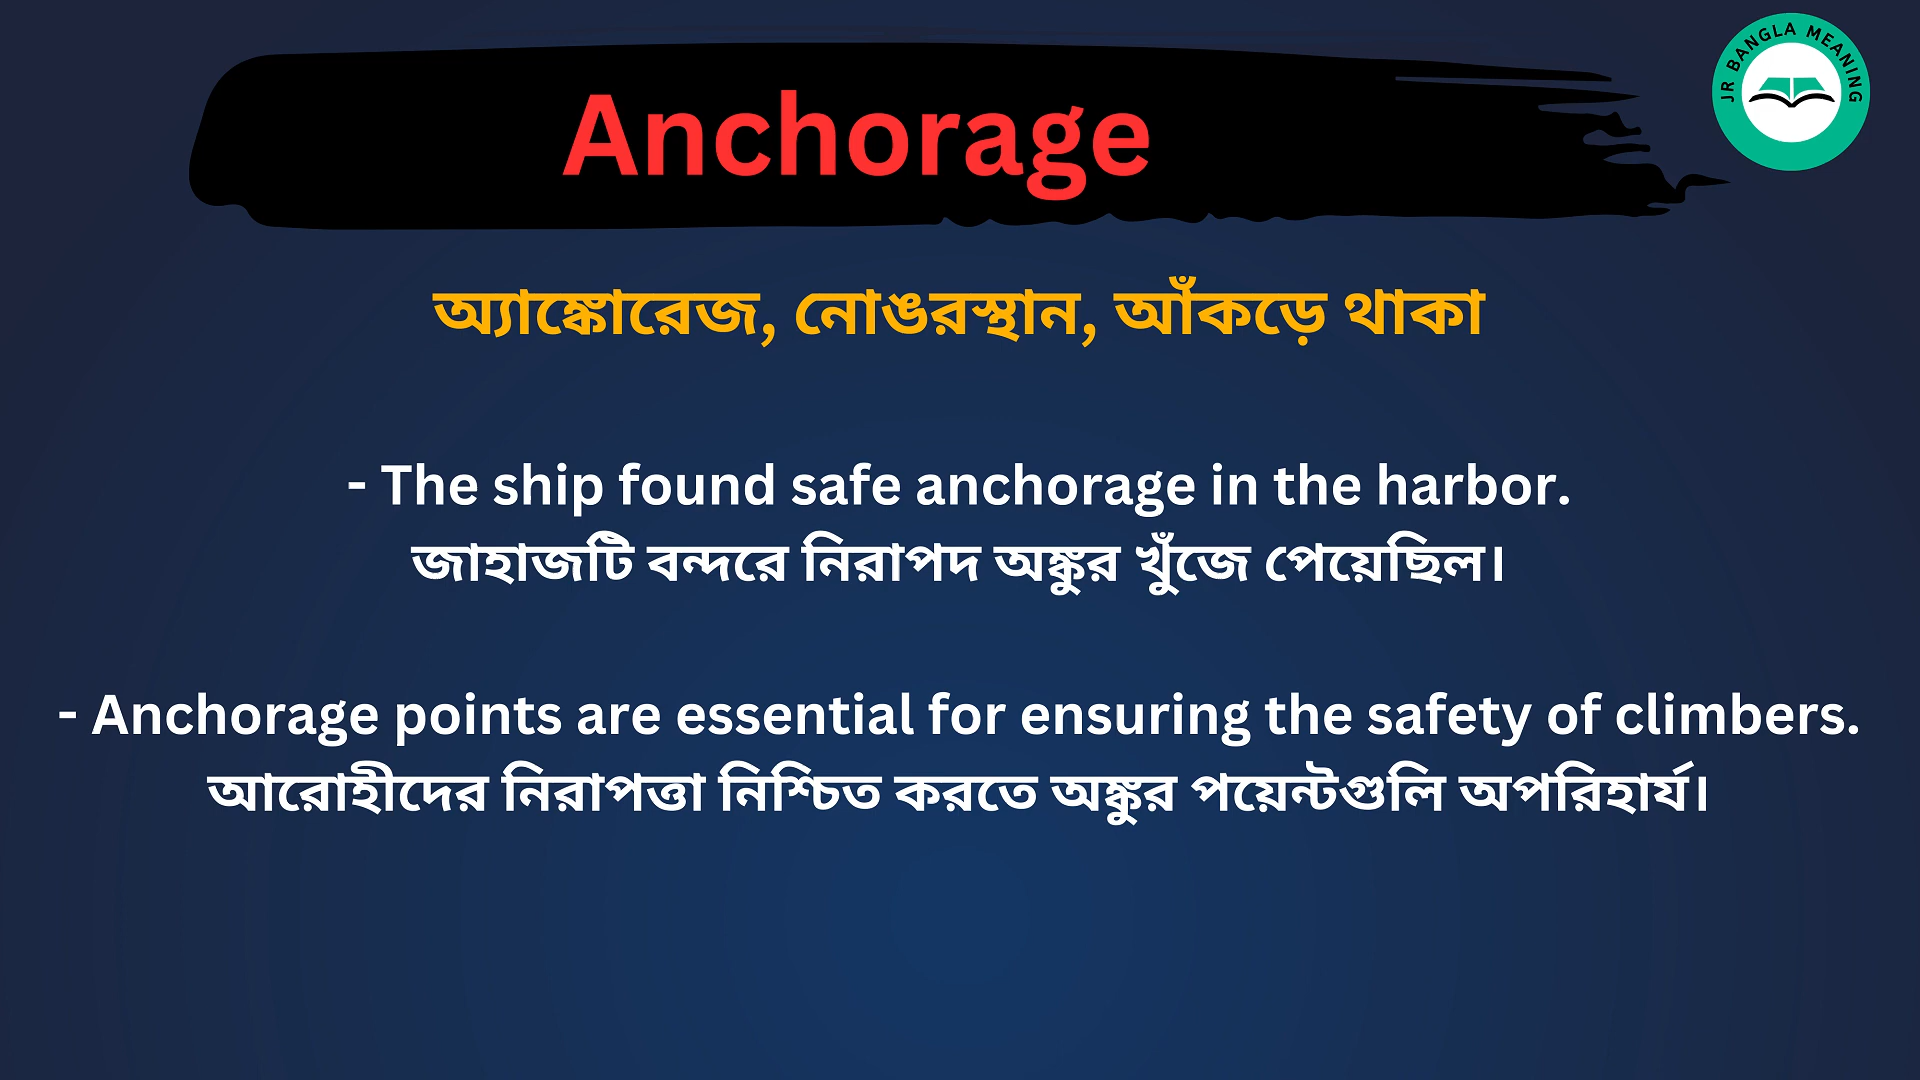 JR BANGLA MEANING
Anchorage
অ্যাঙ্কোরেজ, নোঙরস্থান, আঁকড়ে থাকা
- The ship found safe anchorage in the harbor.
জাহাজটি বন্দরে নিরাপদ অঙ্কুর খুঁজে পেয়েছিল।
- Anchorage points are essential for ensuring the safety of climbers.
আরোহীদের নিরাপত্তা নিশ্চিত করতে অঙ্কুর পয়েন্টগুলি অপরিহার্য।